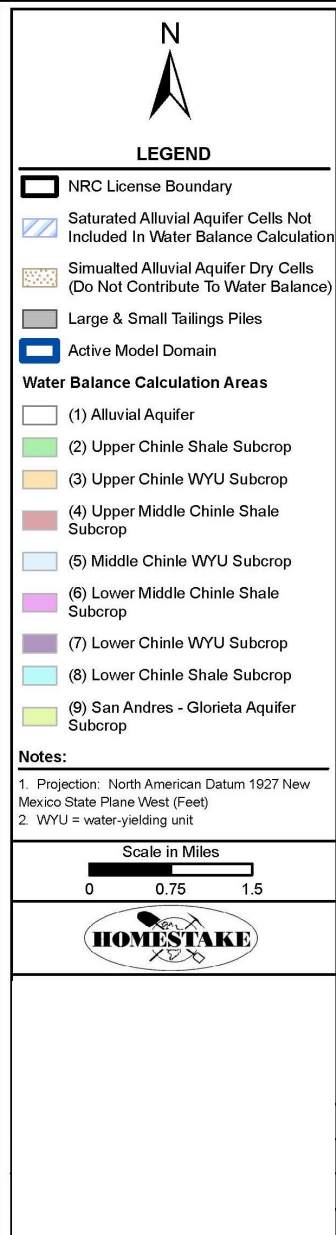 N
LEGEND
NRC License Boundary
Saturated Alluvial Aquifer Cells Not
Included In Water Balance Calculation
Simualted Alluvial Aquifer Dry Cells
(Do Not Contribute To Water Balance)
Large & Small Tailings Piles
Active Model Domain
Water Balance Calculation Areas
(1) Alluvial Aquifer
(2) Upper Chinle Shale Subcrop
(3) Upper Chinle WYU Subcrop
(4) Upper Middle Chinle Shale
Subcrop
(5) Middle Chinle WYU Subcrop
(6) Lower Middle Chinle Shale
Subcrop
(7) Lower Chinle WYU Subcrop
(8) Lower Chinle Shale Subcrop
(9) San Andres - Glorieta Aquifer
Subcrop
Notes:
1. Projection: North American Datum 1927 New
Mexico State Plane West (Feet)
2. WYU = water-yielding unit
Scale in Miles
0 0.75 1.5
HOMESTAKE